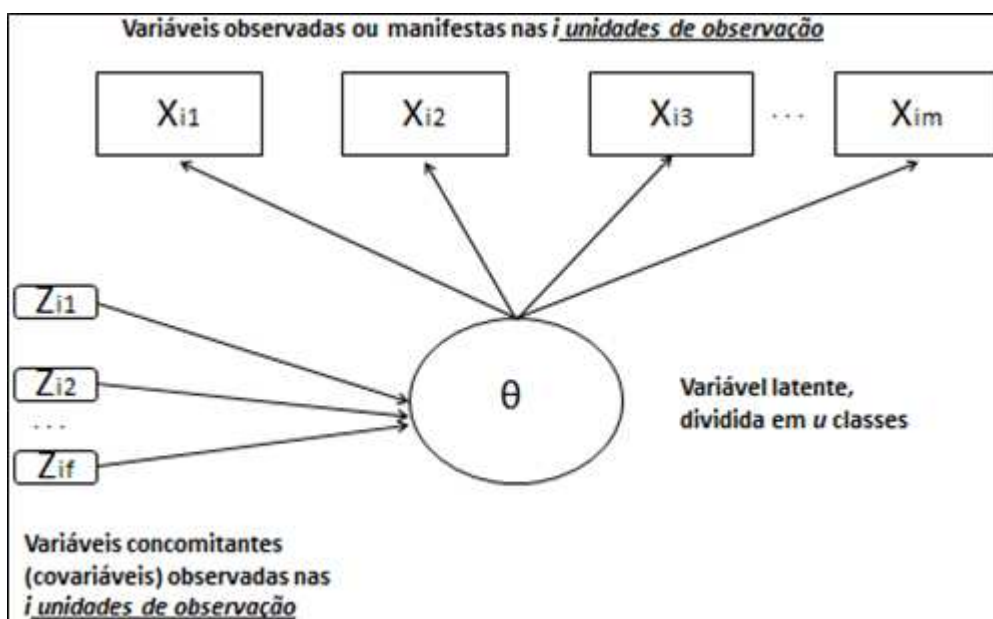 Variáveis observadas ou manifestas nas i unidades de observação
Xi1 Xi2 Xi3 ... Xim
Zi1
Zi2
...
Zif
θ
Variável latente,
dividida em u classes
Variáveis concomitantes
(covariáveis) observadas nas
i unidades de observação